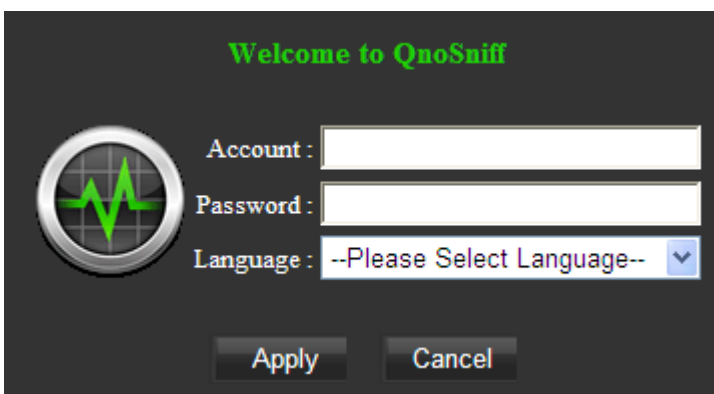 Welcome to QnoSniff
Account :
Password :
Language : --Please Select Language--
Apply Cancel